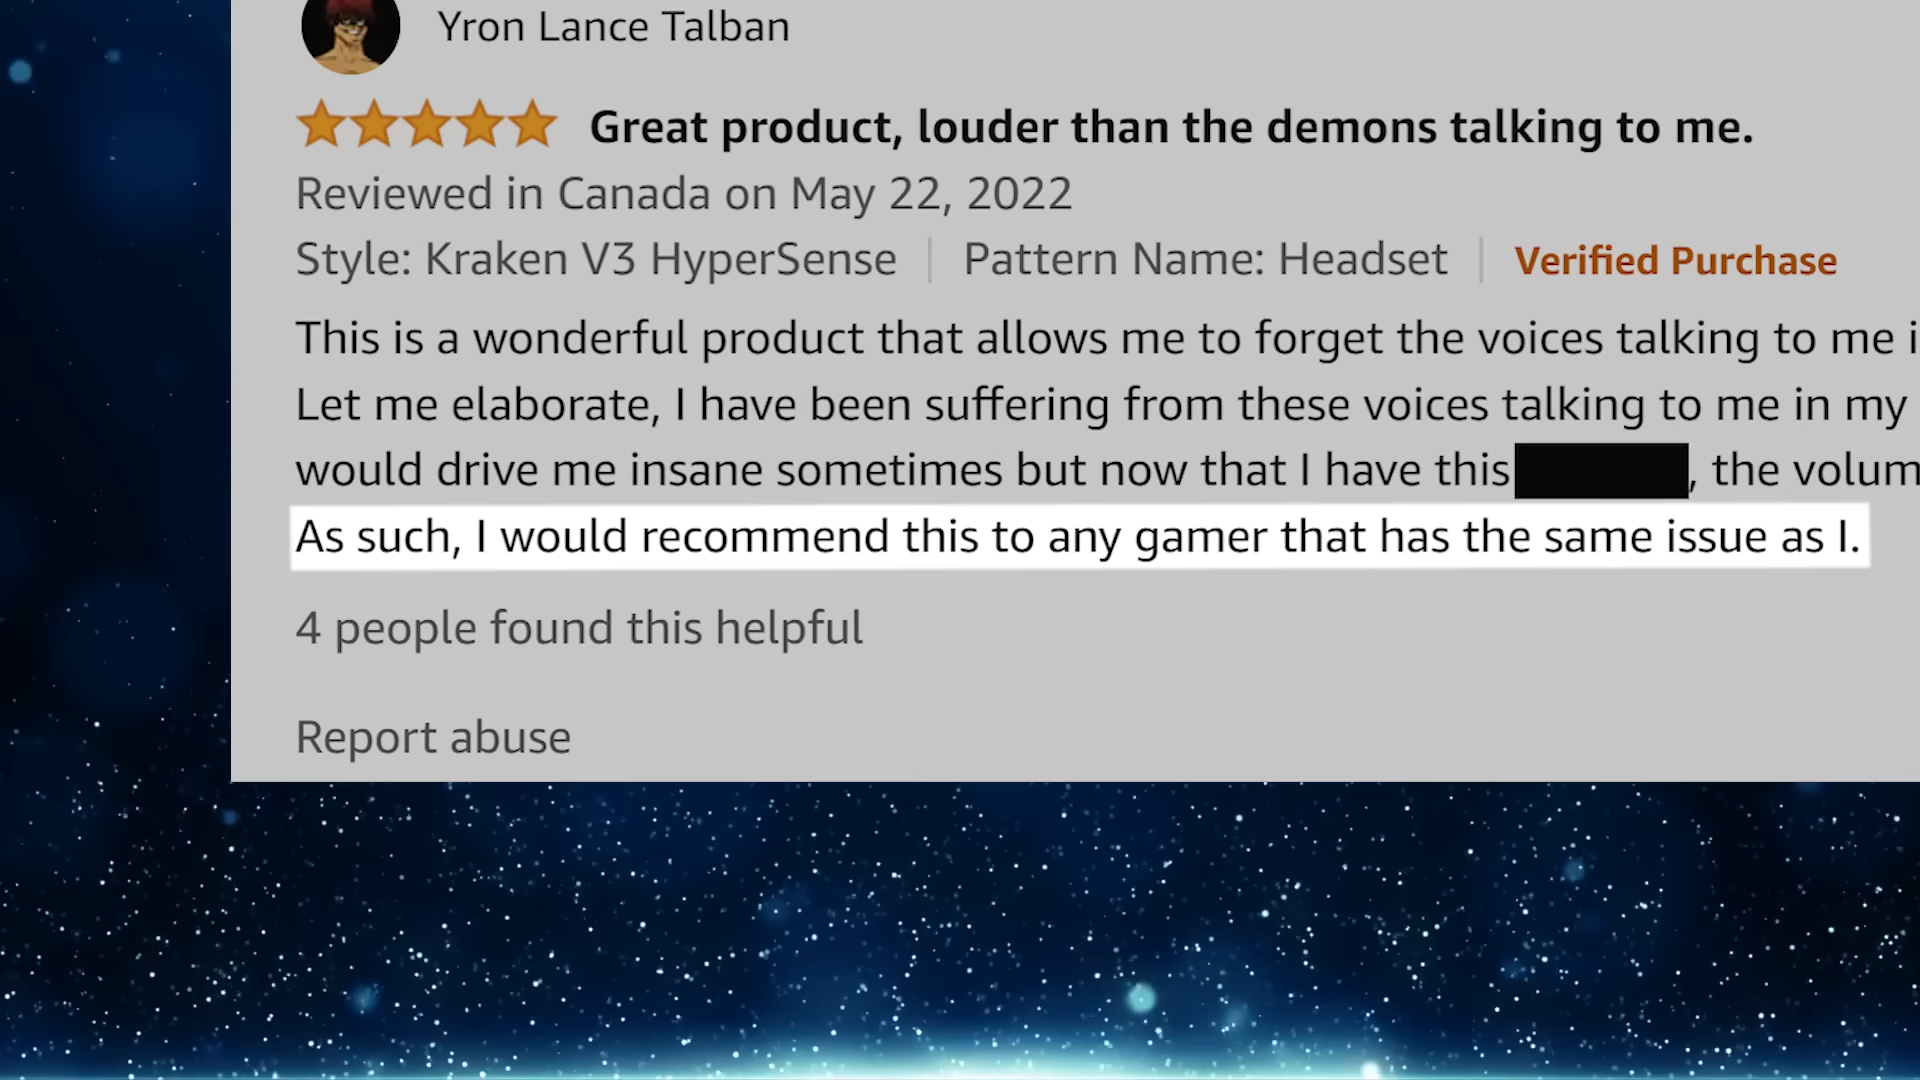 Yron Lance Talban
Great product, louder than the demons talking to me.
Reviewed in Canada on May 22, 2022
Style: Kraken V3 HyperSense | Pattern Name: Headset | Verified Purchase
This is a wonderful product that allows me to forget the voices talking to me
Let me elaborate, I have been suffering from these voices talking to me in my
would drive me insane sometimes but now that I have this , the volum
As such, I would recommend this to any gamer that has the same issue as I.
4 people found this helpful
Report abuse